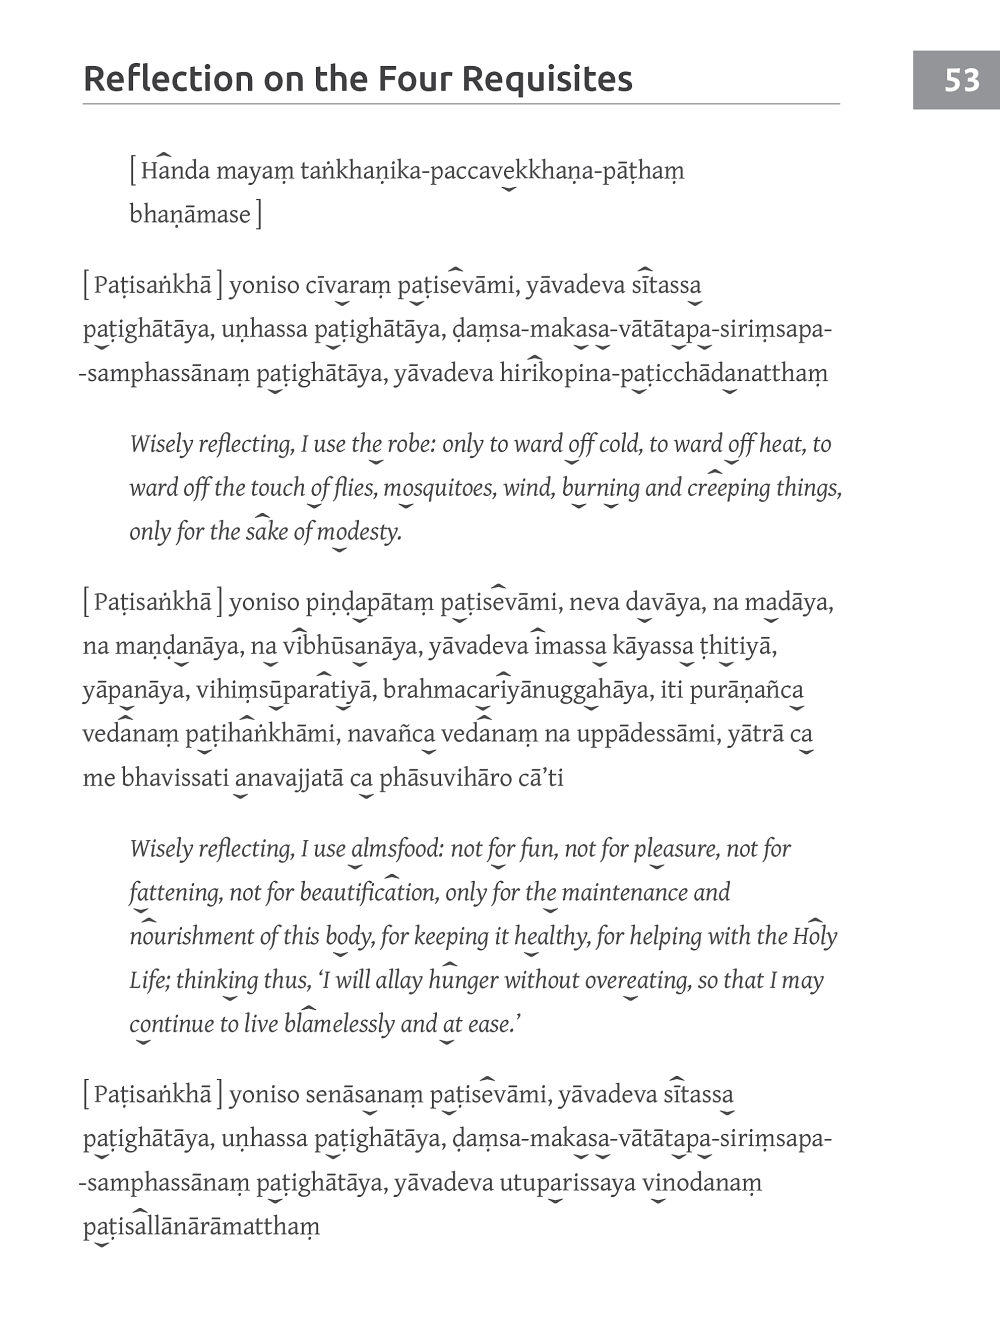 Reflection on the Four Requisites
53
[ Handa mayaṃ taṅkhaṇika-paccavekkhaṇa-pāṭhaṃ
bhaṇāmase ]
[ Paṭisaṅkhā ] yoniso cīvaraṃ paṭisevāmi, yāvadeva sītassa
paṭighātāya, uṇhassa paṭighātāya, ḍaṃsa-makasa-vātātapa-siriṃsapa-
-samphassānaṃ paṭighātāya, yāvadeva hirikopina-paṭicchādanatthaṃ
Wisely reflecting, I use the robe: only to ward off cold, to ward off heat, to
ward off the touch of flies, mosquitoes, wind, burning and creeping things,
only for the sake of modesty.
[ Paṭisaṅkhā ] yoniso piṇḍapātaṃ paṭisevāmi, neva davāya, na madāya,
na maṇḍanāya, na vibhūsanāya, yāvadeva imassa kāyassa ṭhitiyā,
yāpanāya, vihiṃsūparatiyā, brahmacariyānuggahāya, iti purāṇañca
vedanaṃ paṭihaṅkhāmi, navañca vedanaṃ na uppādessāmi, yātrā ca
me bhavissati anavajjatā ca phāsuvihāro cā’ti
Wisely reflecting, I use almsfood: not for fun, not for pleasure, not for
fattening, not for beautification, only for the maintenance and
nourishment of this body, for keeping it healthy, for helping with the Holy
Life; thinking thus, ‘I will allay hunger without overeating, so that I may
continue to live blamelessly and at ease.’
[ Paṭisaṅkhā ] yoniso senāsanaṃ paṭisevāmi, yāvadeva sītassa
paṭighātāya, uṇhassa paṭighātāya, ḍaṃsa-makasa-vātātapa-siriṃsapa-
-samphassānaṃ paṭighātāya, yāvadeva utuparissaya vinodanaṃ
paṭisallānārāmatthaṃ